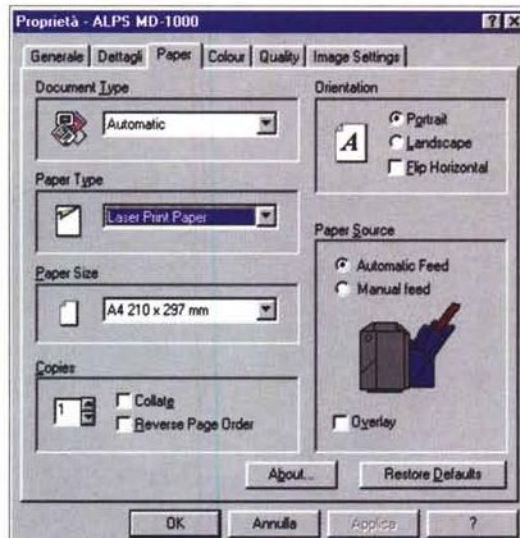 Proprietà - ALPS MD-1000
? X
Generale Dettagli Paper Colour Quality Image Settings
Document Type
Automatic
Paper Type
Laser Print Paper
Paper Size
A4 210 x 297 mm
Copies
1
Collate
Reverse Page Order
Orientation
A
Portrait
Landscape
Flip Horizontal
Paper Source
Automatic Feed
Manual feed
Overlay
About... Restore Defaults
OK Annulla Applica ?